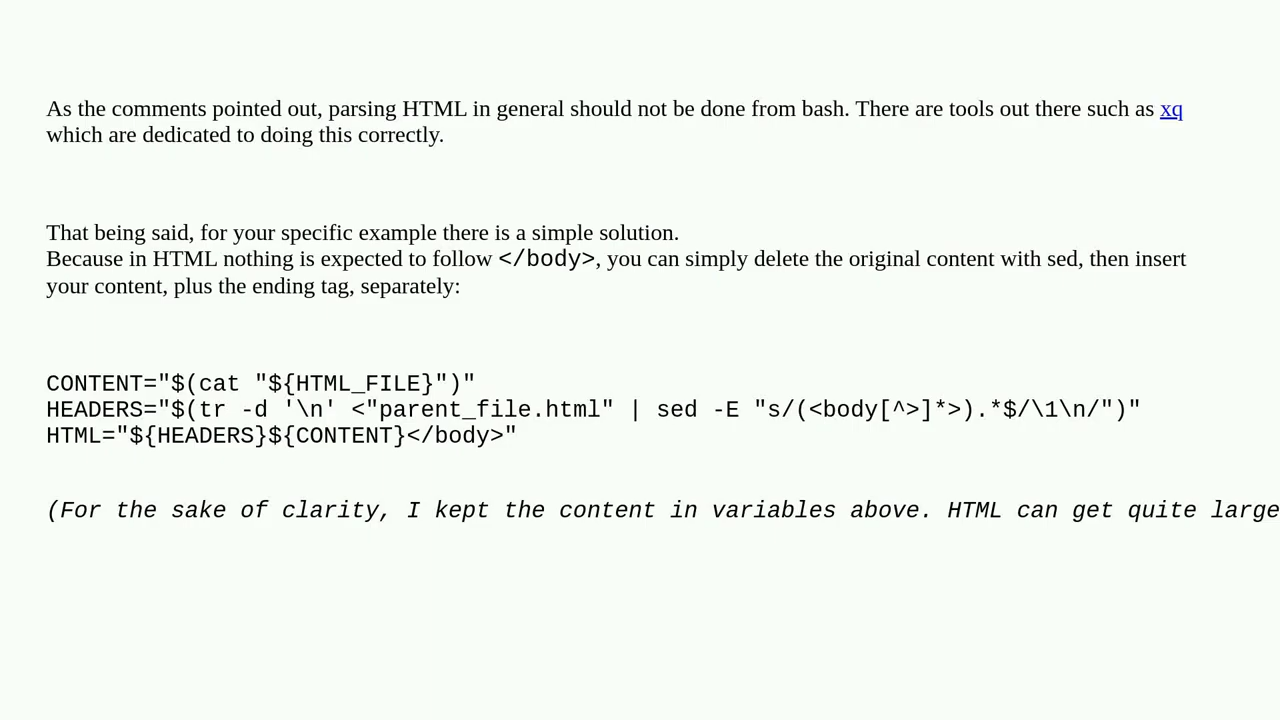 As the comments pointed out, parsing HTML in general should not be done from bash. There are tools out there such as xq
which are dedicated to doing this correctly.
That being said, for your specific example there is a simple solution.
Because in HTML nothing is expected to follow </body>, you can simply delete the original content with sed, then insert
your content, plus the ending tag, separately:
CONTENT="$(cat "${HTML_FILE}")"
HEADERS="$(tr -d '\n' <"parent_file.html" | sed -E "s/(<body[^>]*>).*$/\1\n/")"
HTML="${HEADERS}${CONTENT}</body>"
(For the sake of clarity, I kept the content in variables above. HTML can get quite large